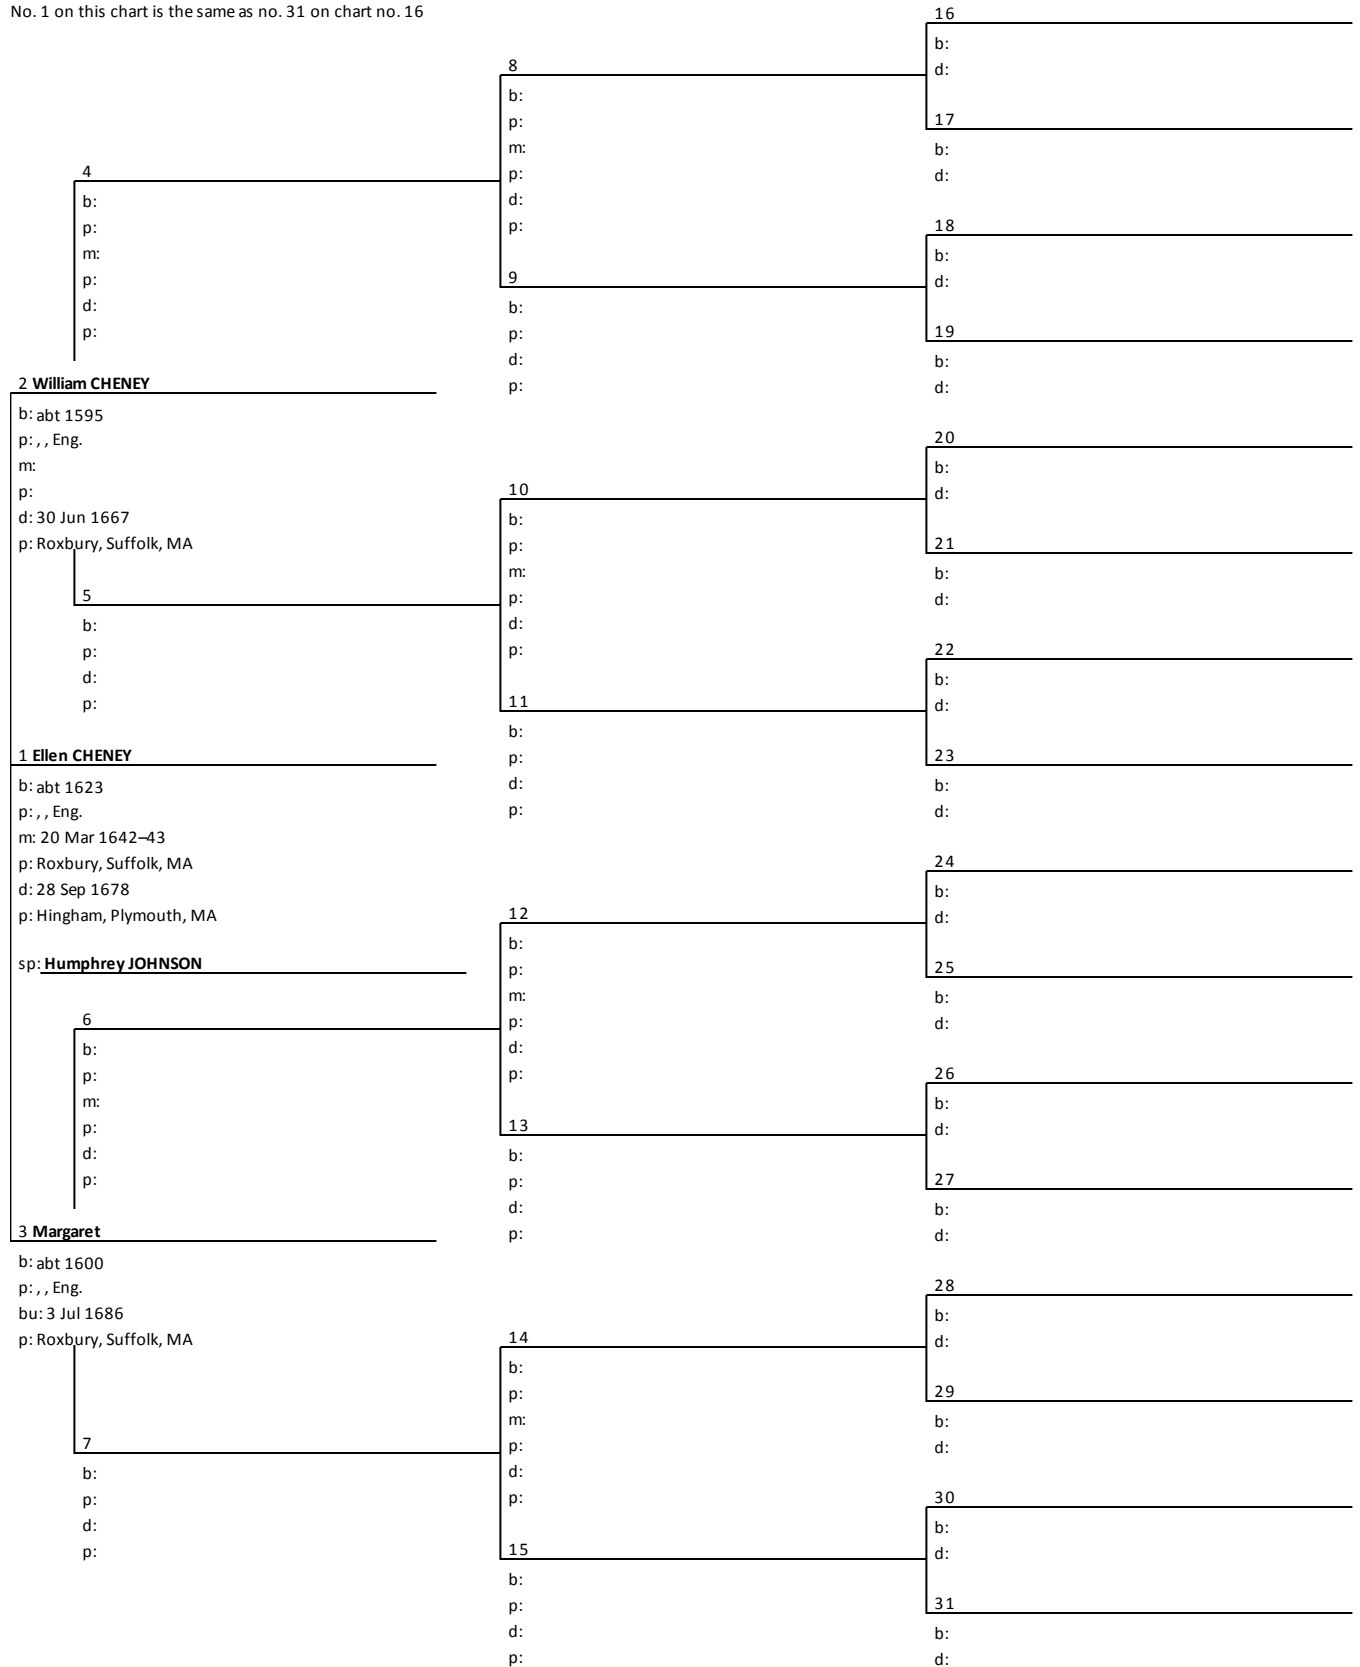 No. 1 on this chart is the same as no. 31 on chart no. 16
2 William CHENEY
b: abt 1595
p: , , Eng.
m:
p:
d: 30 Jun 1667
p: Roxbury, Suffolk, MA
1 Ellen CHENEY
b: abt 1623
p: , , Eng.
m: 20 Mar 1642–43
p: Roxbury, Suffolk, MA
d: 28 Sep 1678
p: Hingham, Plymouth, MA
sp: Humphrey JOHNSON
3 Margaret
b: abt 1600
p: , , Eng.
bu: 3 Jul 1686
p: Roxbury, Suffolk, MA
4
b:
p:
m:
p:
d:
p:
5
b:
p:
d:
p:
6
b:
p:
m:
p:
d:
p:
7
b:
p:
d:
p:
8
b:
p:
m:
p:
d:
p:
9
b:
p:
d:
p:
10
b:
p:
m:
p:
d:
p:
11
b:
p:
d:
p:
12
b:
p:
m:
p:
d:
p:
13
b:
p:
d:
p:
14
b:
p:
m:
p:
d:
p:
15
b:
p:
d:
p:
16
b:
d:
17
b:
d:
18
b:
d:
19
b:
d:
20
b:
d:
21
b:
d:
22
b:
d:
23
b:
d:
24
b:
d:
25
b:
d:
26
b:
d:
27
b:
d:
28
b:
d:
29
b:
d:
30
b:
d:
31
b:
d: